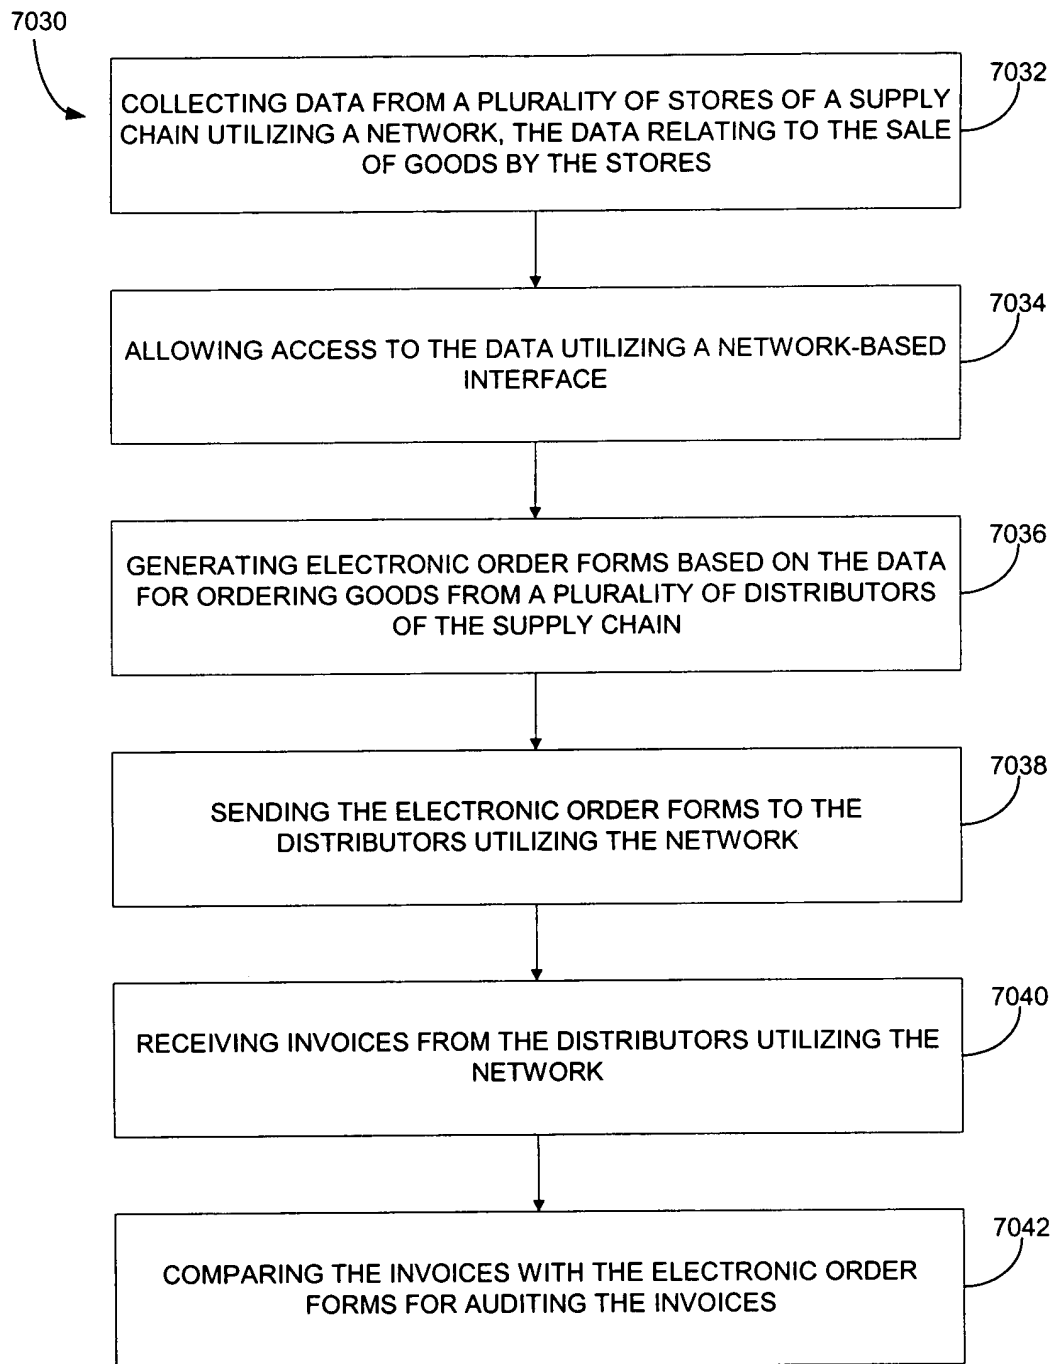 7030
7032
COLLECTING DATA FROM A PLURALITY OF STORES OF A SUPPLY
CHAIN UTILIZING A NETWORK, THE DATA RELATING TO THE SALE
OF GOODS BY THE STORES
7034
ALLOWING ACCESS TO THE DATA UTILIZING A NETWORK-BASED
INTERFACE
7036
GENERATING ELECTRONIC ORDER FORMS BASED ON THE DATA
FOR ORDERING GOODS FROM A PLURALITY OF DISTRIBUTORS
OF THE SUPPLY CHAIN
7038
SENDING THE ELECTRONIC ORDER FORMS TO THE
DISTRIBUTORS UTILIZING THE NETWORK
7040
RECEIVING INVOICES FROM THE DISTRIBUTORS UTILIZING THE
NETWORK
7042
COMPARING THE INVOICES WITH THE ELECTRONIC ORDER
FORMS FOR AUDITING THE INVOICES